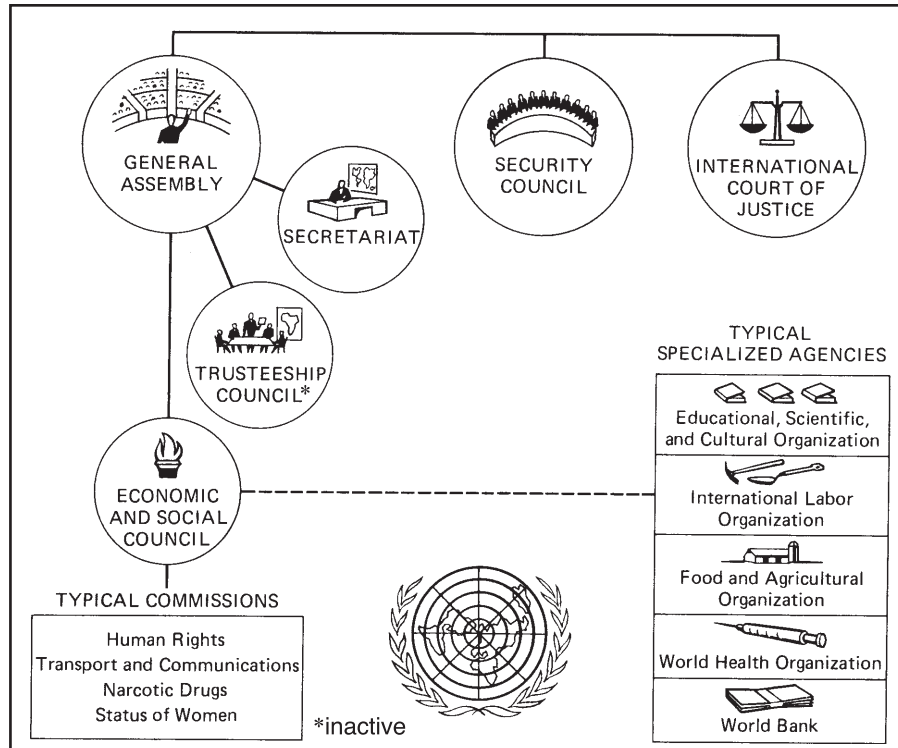 GENERAL
ASSEMBLY
SECURITY
COUNCIL
INTERNATIONAL
COURT OF
JUSTICE
SECRETARIAT
TRUSTEESHIP
COUNCIL*
ECONOMIC
AND SOCIAL
COUNCIL
TYPICAL COMMISSIONS
Human Rights
Transport and Communications
Narcotic Drugs
Status of Women
*inactive
TYPICAL
SPECIALIZED AGENCIES
Educational, Scientific,
and Cultural Organization
International Labor
Organization
Food and Agricultural
Organization
World Health Organization
World Bank